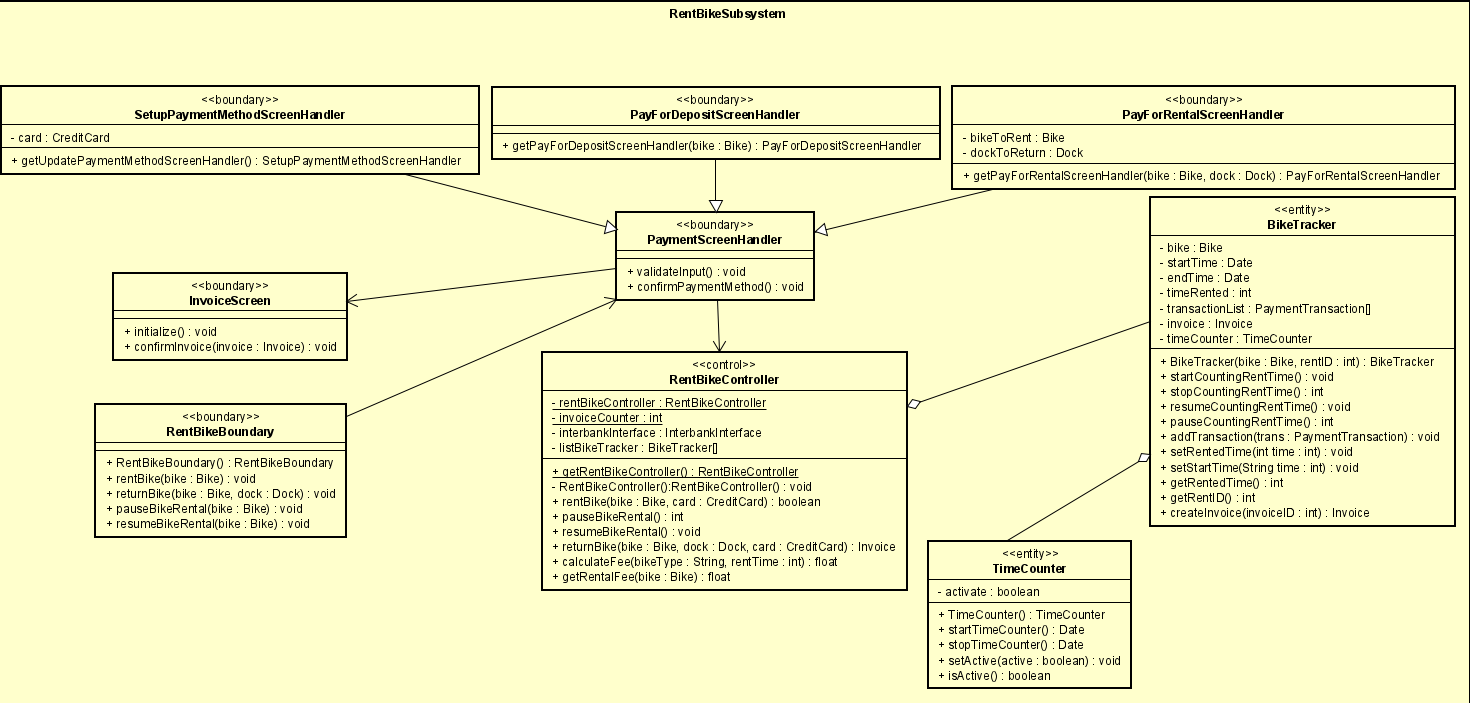 RentBikeSubsystem
<<boundary>>
SetupPaymentMethodScreenHandler
- card : CreditCard
+ getUpdatePaymentMethodScreenHandler() : SetupPaymentMethodScreenHandler
<<boundary>>
PayForDepositScreenHandler
+ getPayForDepositScreenHandler(bike : Bike) : PayForDepositScreenHandler
<<boundary>>
PayForRentalScreenHandler
- bikeToRent : Bike
- dockToReturn : Dock
+ getPayForRentalScreenHandler(bike : Bike, dock : Dock) : PayForRentalScreenHandler
<<boundary>>
PaymentScreenHandler
+ validateInput() : void
+ confirmPaymentMethod() : void
<<entity>>
BikeTracker
- bike : Bike
- startTime : Date
- endTime : Date
- timeRented : int
- transactionList : PaymentTransaction[]
- invoice : Invoice
- timeCounter : TimeCounter
+ BikeTracker(bike : Bike, rentID : int) : BikeTracker
+ startCountingRentTime() : void
+ stopCountingRentTime() : int
+ resumeCountingRentTime() : void
+ pauseCountingRentTime() : int
+ addTransaction(trans : PaymentTransaction) : void
+ setRentedTime(int time : int) : void
+ setStartTime(String time : int) : void
+ getRentedTime() : int
+ getRentID() : int
+ createInvoice(invoiceID : int) : Invoice
<<boundary>>
InvoiceScreen
+ initialize() : void
+ confirmInvoice(invoice : Invoice) : void
<<control>>
RentBikeController
- rentBikeController : RentBikeController
- invoiceCounter : int
- interbankInterface : InterbankInterface
- listBikeTracker : BikeTracker[]
+ getRentBikeController() : RentBikeController
- RentBikeController():RentBikeController() : void
+ rentBike(bike : Bike, card : CreditCard) : boolean
+ pauseBikeRental() : int
+ resumeBikeRental() : void
+ returnBike(bike : Bike, dock : Dock, card : CreditCard) : Invoice
+ calculateFee(bikeType : String, rentTime : int) : float
+ getRentalFee(bike : Bike) : float
<<boundary>>
RentBikeBoundary
+ RentBikeBoundary() : RentBikeBoundary
+ rentBike(bike : Bike) : void
+ returnBike(bike : Bike, dock : Dock) : void
+ pauseBikeRental(bike : Bike) : void
+ resumeBikeRental(bike : Bike) : void
<<entity>>
TimeCounter
- activate : boolean
+ TimeCounter() : TimeCounter
+ startTimeCounter() : Date
+ stopTimeCounter() : Date
+ setActive(active : boolean) : void
+ isActive() : boolean